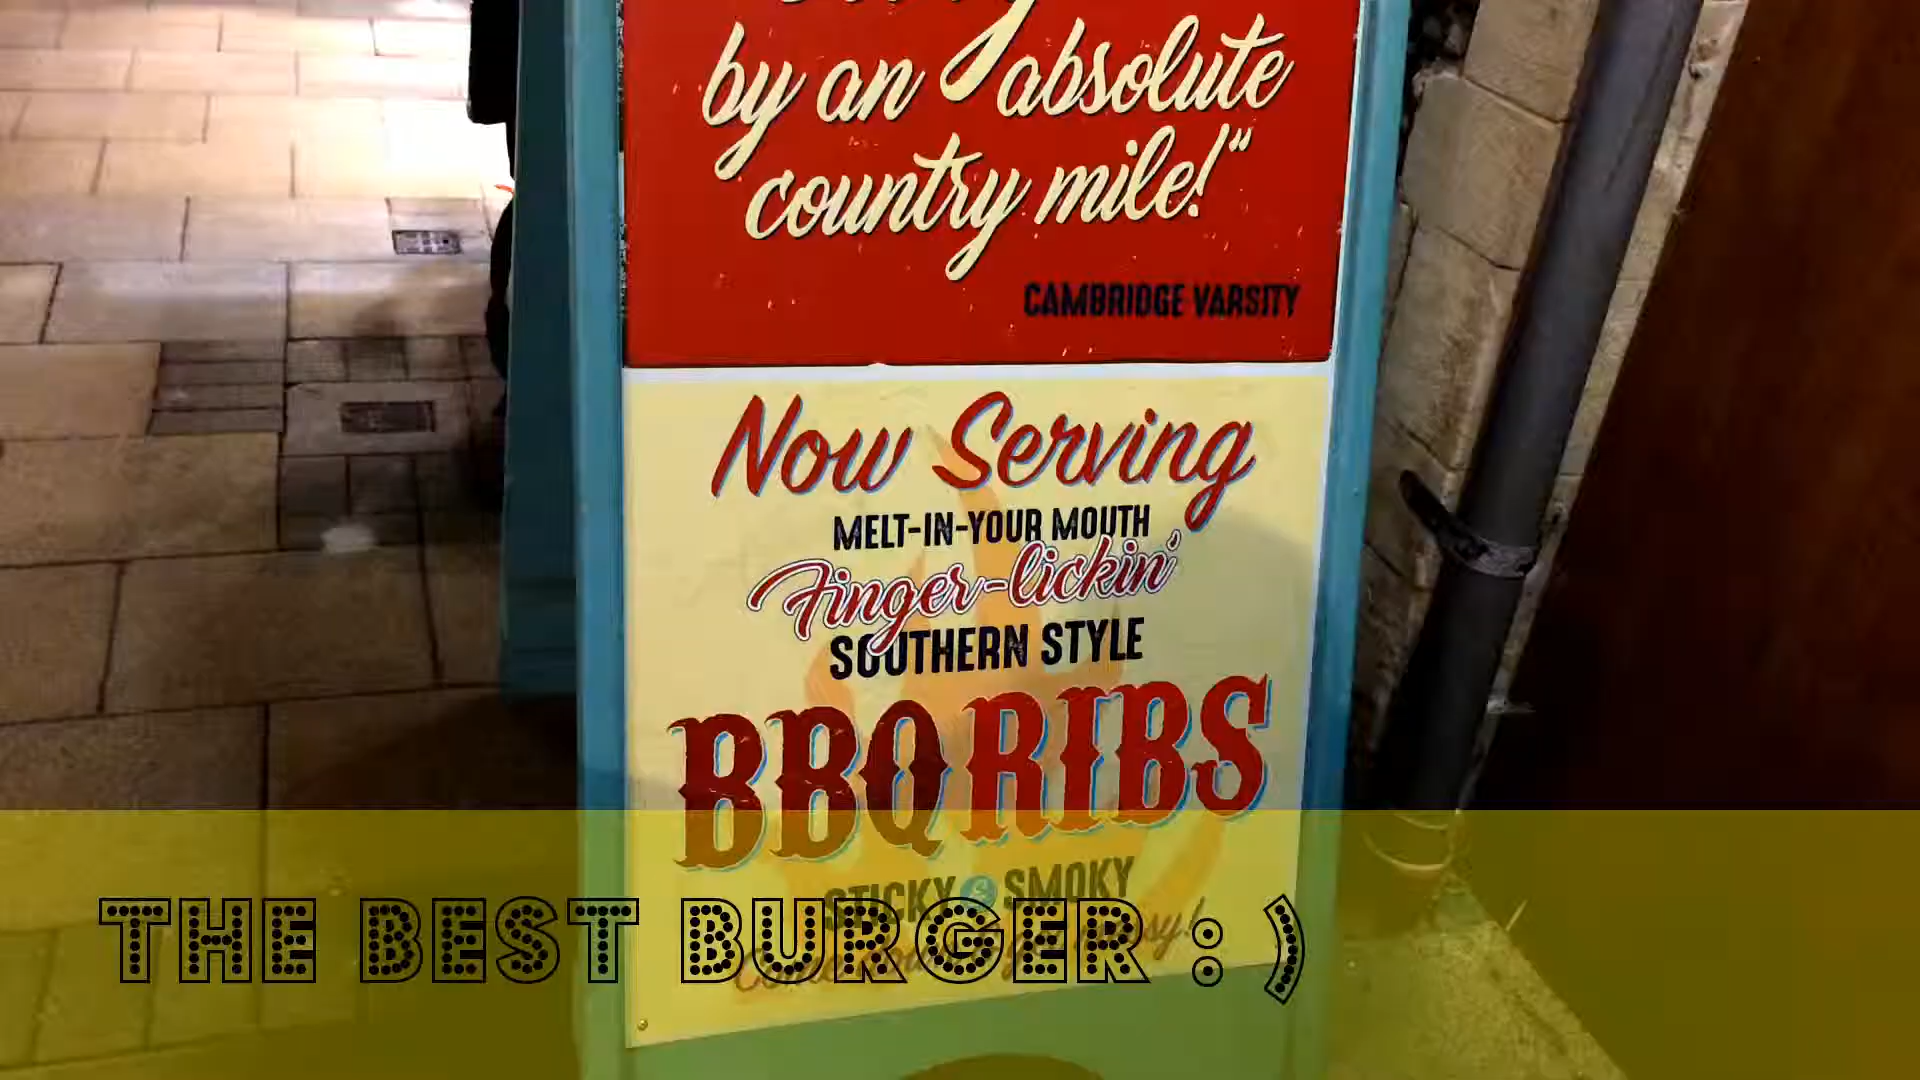 by an absolute
country mile!"
CAMBRIDGE VARSITY
Now Serving
MELT-IN-YOUR MOUTH
Finger-lickin'
SOUTHERN STYLE
BBQ RIBS
STICKY & SMOKY
THE BEST BURGER :)